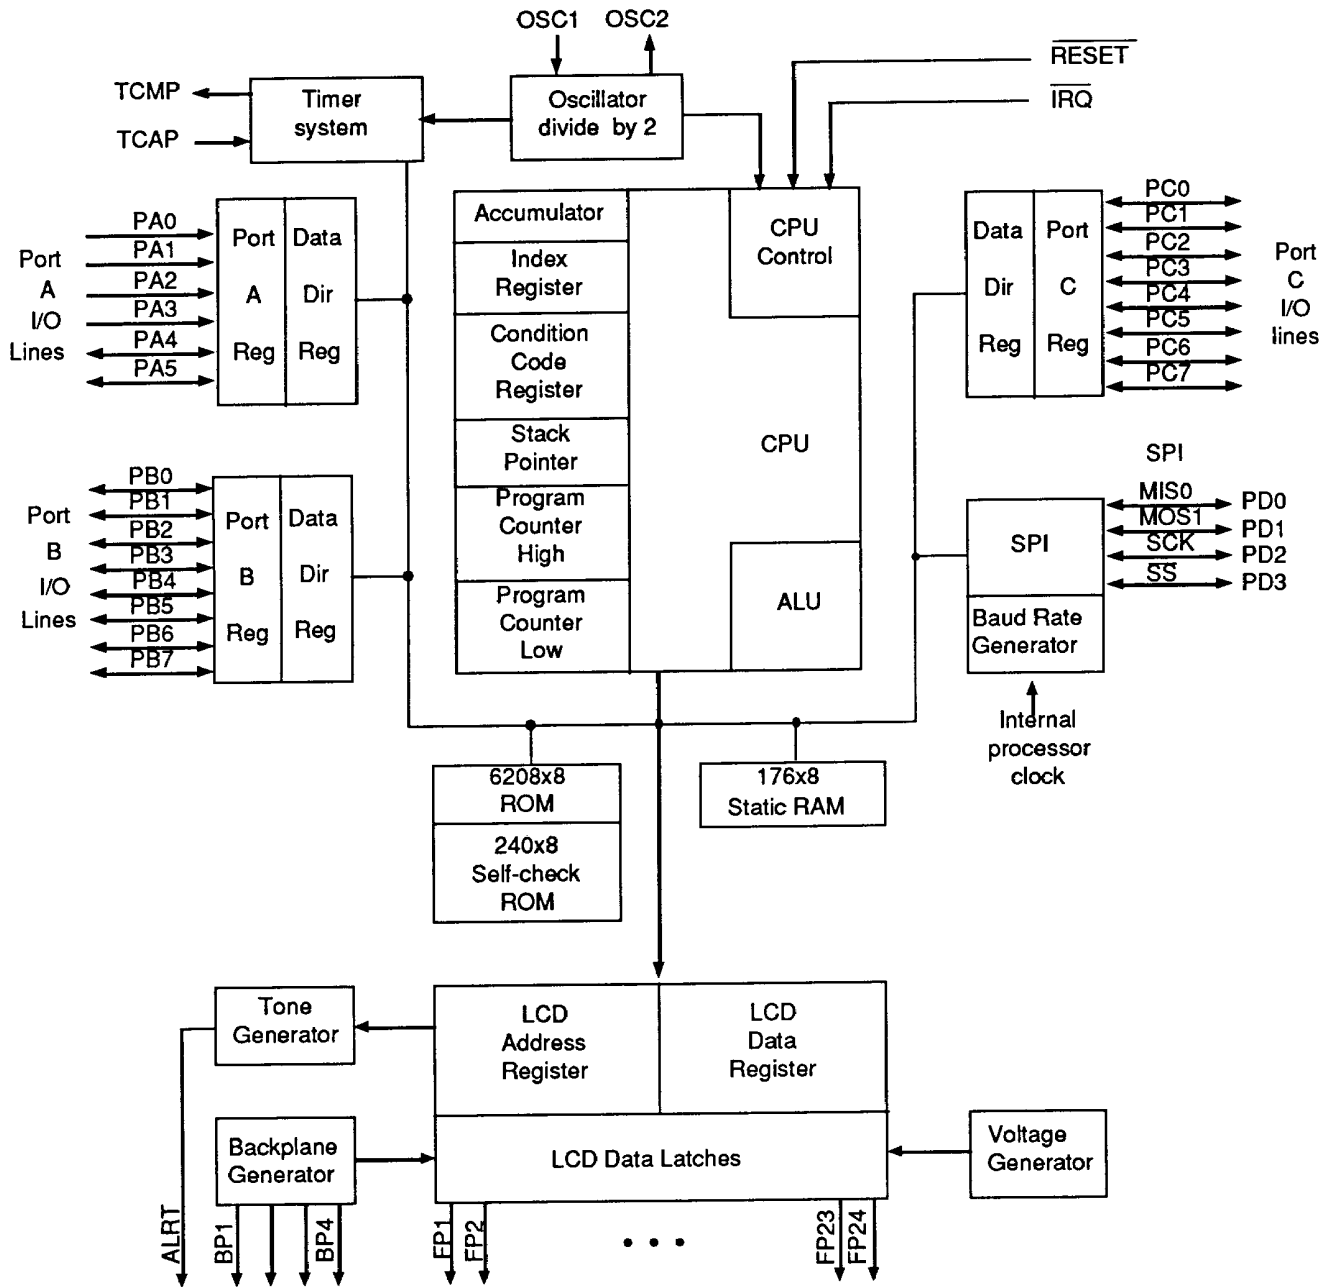 OSC1 OSC2
RESET
IRQ
TCMP
TCAP
Timer
system
Oscillator
divide by 2
Port
A
I/O
Lines
PA0
PA1
PA2
PA3
PA4
PA5
Port
A
Reg
Data
Dir
Reg
Accumulator
Index
Register
Condition
Code
Register
Stack
Pointer
Program
Counter
High
Program
Counter
Low
CPU
Control
CPU
ALU
Data
Dir
Reg
Port
C
Reg
PC0
PC1
PC2
PC3
PC4
PC5
PC6
PC7
Port
C
I/O
lines
Port
B
I/O
Lines
PB0
PB1
PB2
PB3
PB4
PB5
PB6
PB7
Port
B
Reg
Data
Dir
Reg
SPI
SPI
Baud Rate
Generator
MIS0
MOS1
SCK
SS
PD0
PD1
PD2
PD3
Internal
processor
clock
6208x8
ROM
240x8
Self-check
ROM
176x8
Static RAM
Tone
Generator
LCD
Address
Register
LCD
Data
Register
Backplane
Generator
LCD Data Latches
Voltage
Generator
ALRT
BP1
BP4
FP1
FP2
• • •
FP23
FP24